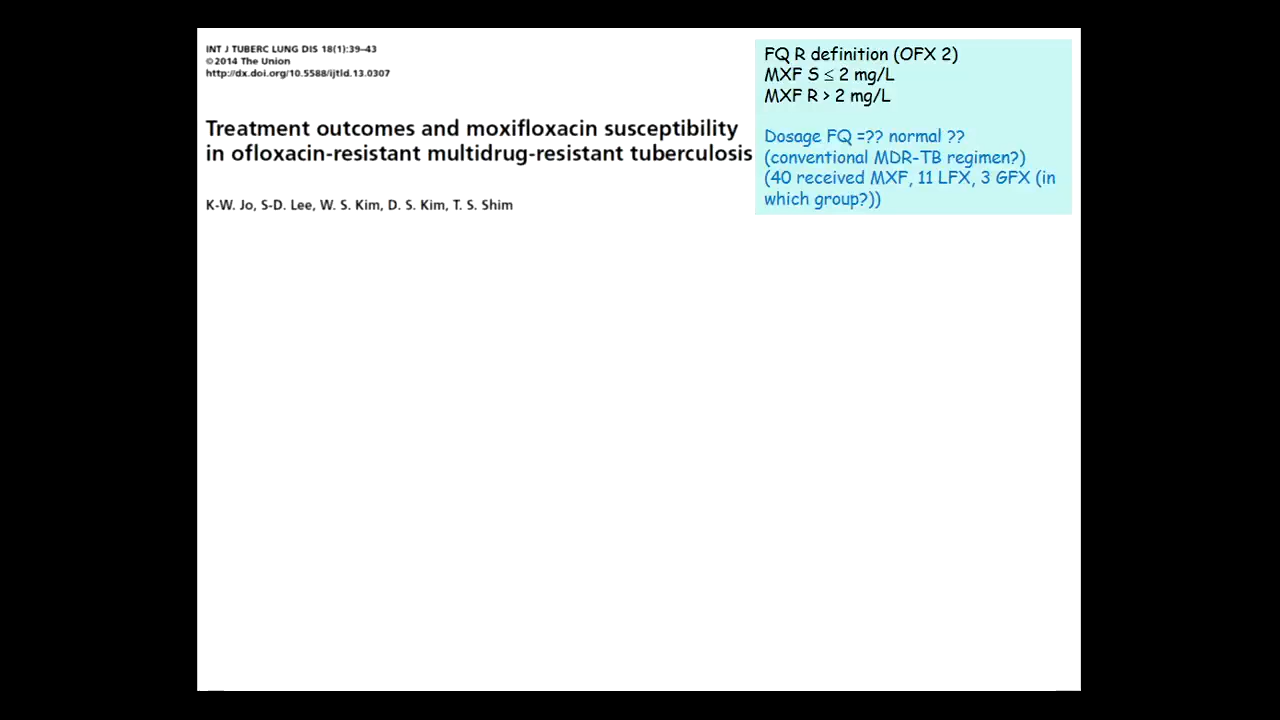 INT J TUBERC LUNG DIS 18(1):39–43
©2014 The Union
http://dx.doi.org/10.5588/ijtld.13.0307
Treatment outcomes and moxifloxacin susceptibility
in ofloxacin-resistant multidrug-resistant tuberculosis
K-W. Jo, S-D. Lee, W. S. Kim, D. S. Kim, T. S. Shim
FQ R definition (OFX 2)
MXF S ≤ 2 mg/L
MXF R > 2 mg/L
Dosage FQ =?? normal ??
(conventional MDR-TB regimen?)
(40 received MXF, 11 LFX, 3 GFX (in
which group?))